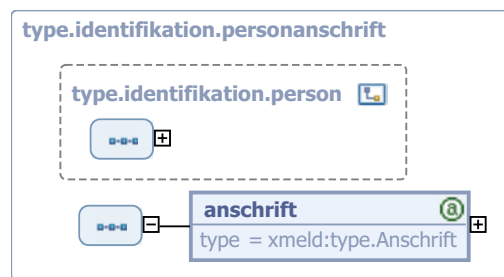 type.identifikation.personanschrift
type.identifikation.person
anschrift
type = xmeld:type.Anschrift